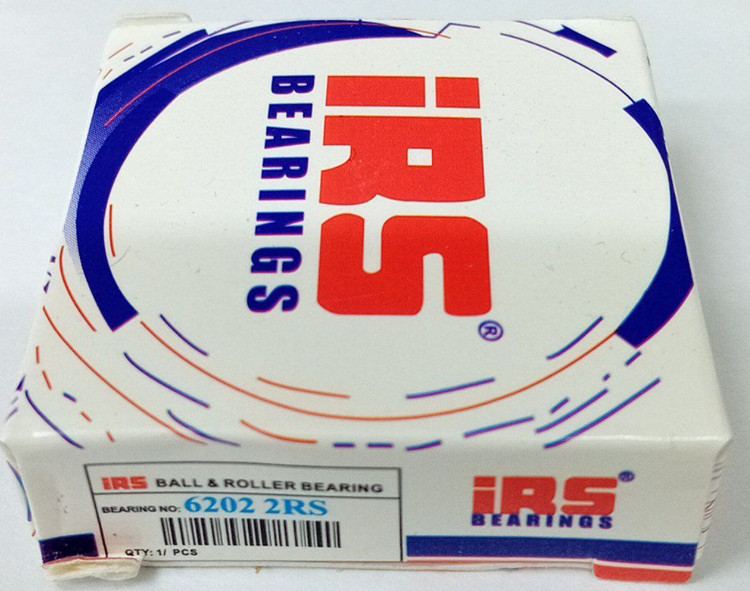 iRS
BEARINGS
®
iRS BALL & ROLLER BEARING
BEARING NO: 6202 2RS
QTY: 1/ PCS
iRS®
BEARINGS